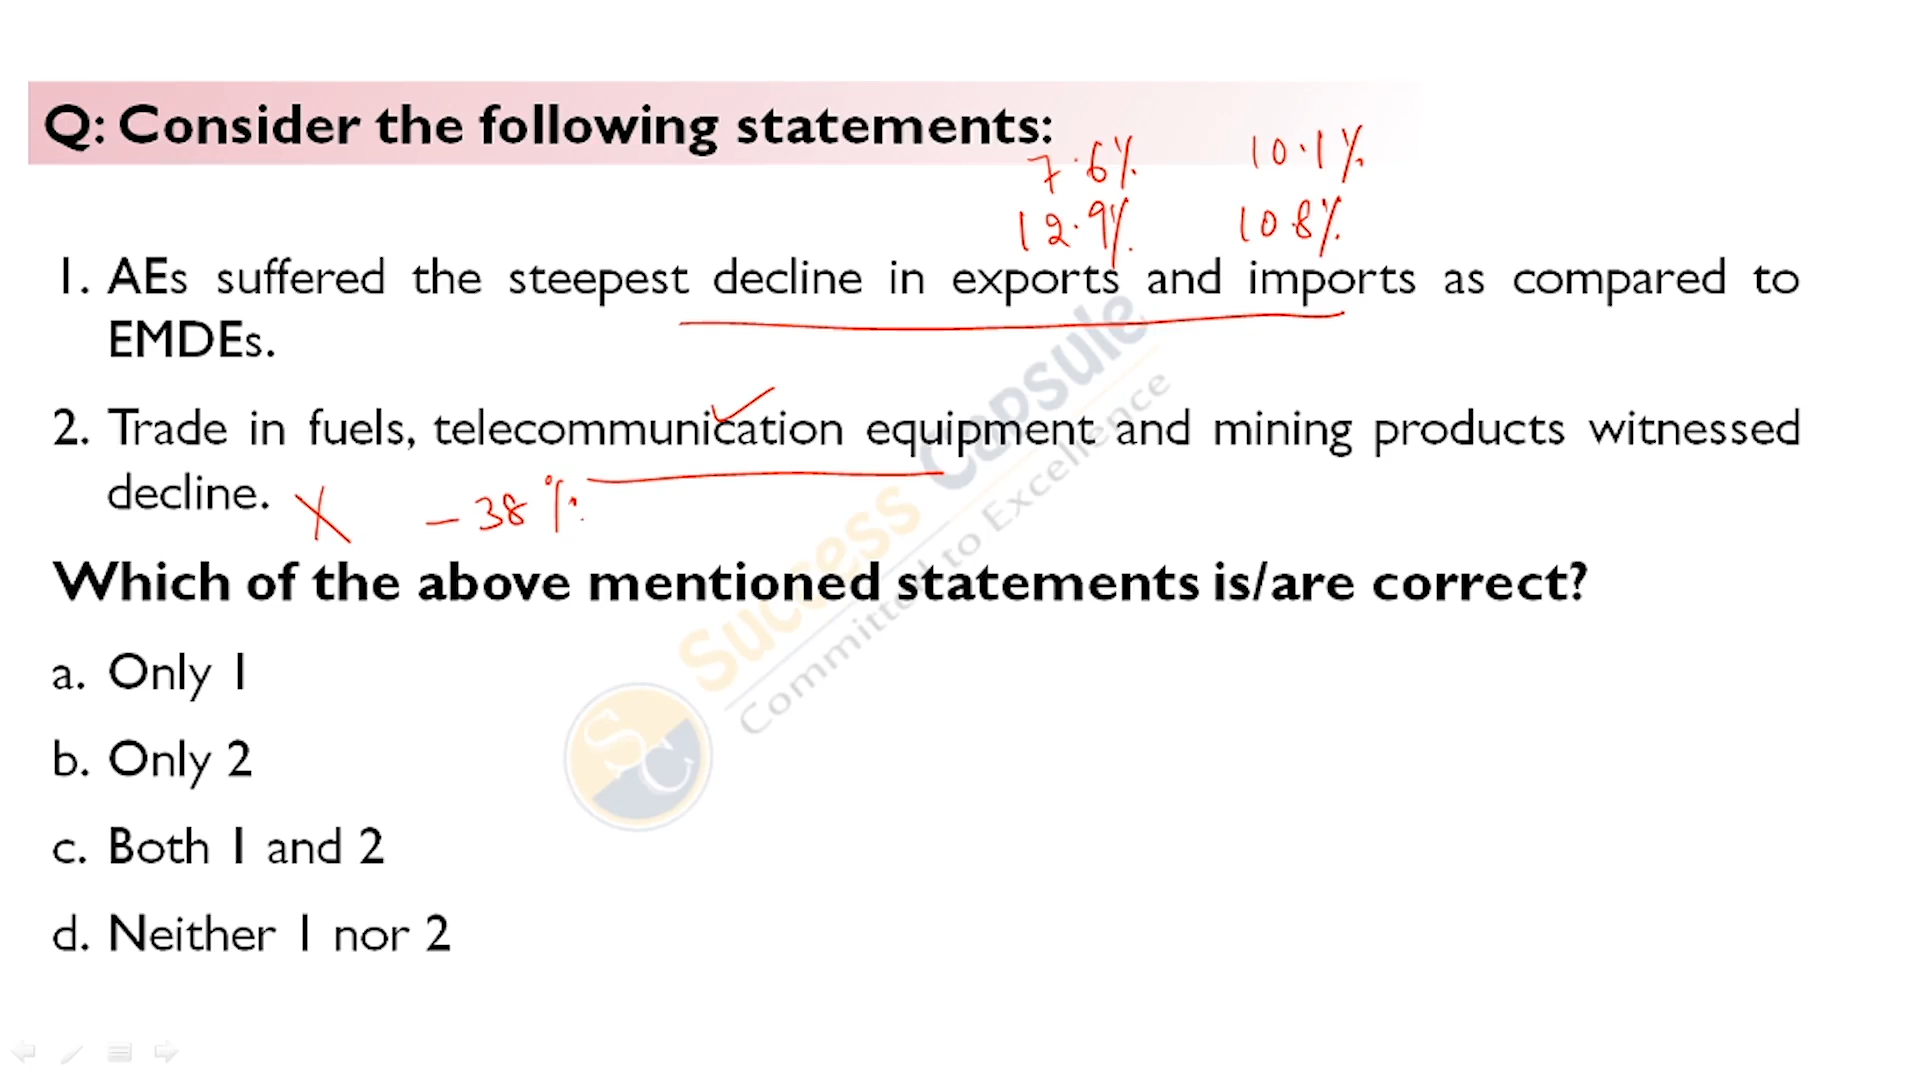 Q: Consider the following statements:
7.6% 10.1%
12.9% 10.8%
1. AEs suffered the steepest decline in exports and imports as compared to
EMDEs.
2. Trade in fuels, telecommunication equipment and mining products witnessed
decline.
- 38 %
Which of the above mentioned statements is/are correct?
a. Only 1
b. Only 2
c. Both 1 and 2
d. Neither 1 nor 2
Success Capsule
Committed to Excellence
SC